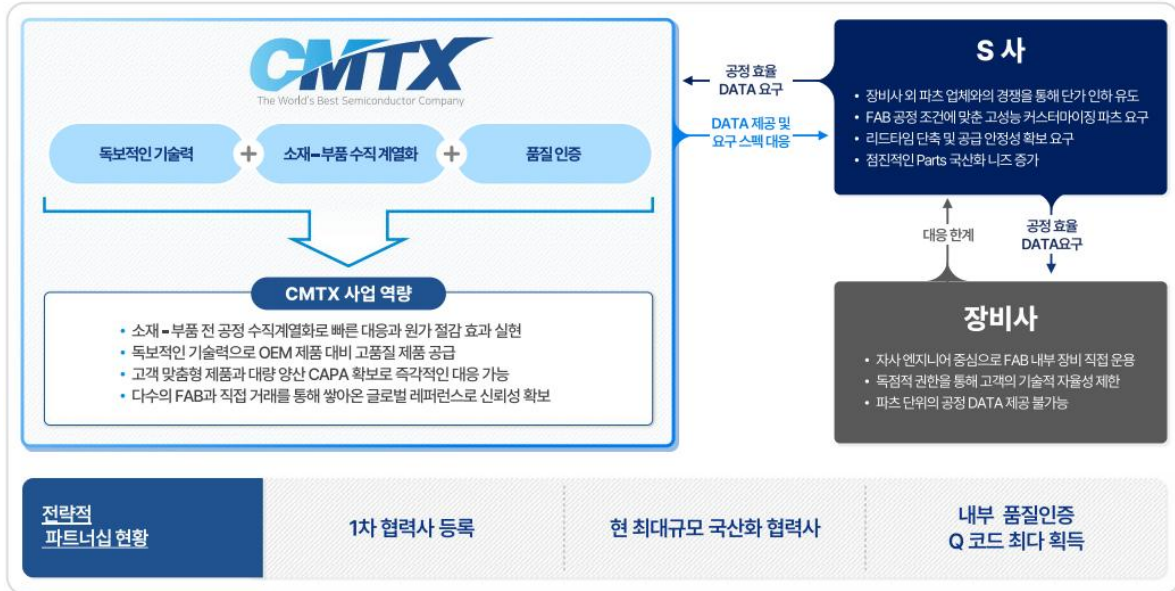 CMTX
The World's Best Semiconductor Company
독보적인 기술력 + 소재-부품 수직 계열화 + 품질 인증
CMTX 사업 역량
• 소재 - 부품 전 공정 수직계열화로 빠른 대응과 원가 절감 효과 실현
• 독보적인 기술력으로 OEM 제품 대비 고품질 제품 공급
• 고객 맞춤형 제품과 대량 양산 CAPA 확보로 즉각적인 대응 가능
• 다수의 FAB과 직접 거래를 통해 쌓아온 글로벌 레퍼런스로 신뢰성 확보
공정 효율
DATA 요구
DATA 제공 및
요구 스펙 대응
S 사
• 장비사 외 파츠 업체와의 경쟁을 통해 단가 인하 유도
• FAB 공정 조건에 맞춘 고성능 커스터마이징 파츠 요구
• 리드타임 단축 및 공급 안정성 확보 요구
• 점진적인 Parts 국산화 니즈 증가
대응 한계
공정 효율
DATA요구
장비사
• 자사 엔지니어 중심으로 FAB 내부 장비 직접 운용
• 독점적 권한을 통해 고객의 기술적 자율성 제한
• 파츠 단위의 공정 DATA 제공 불가능
전략적
파트너십 현황
1차 협력사 등록
현 최대규모 국산화 협력사
내부 품질인증
Q 코드 최다 획득